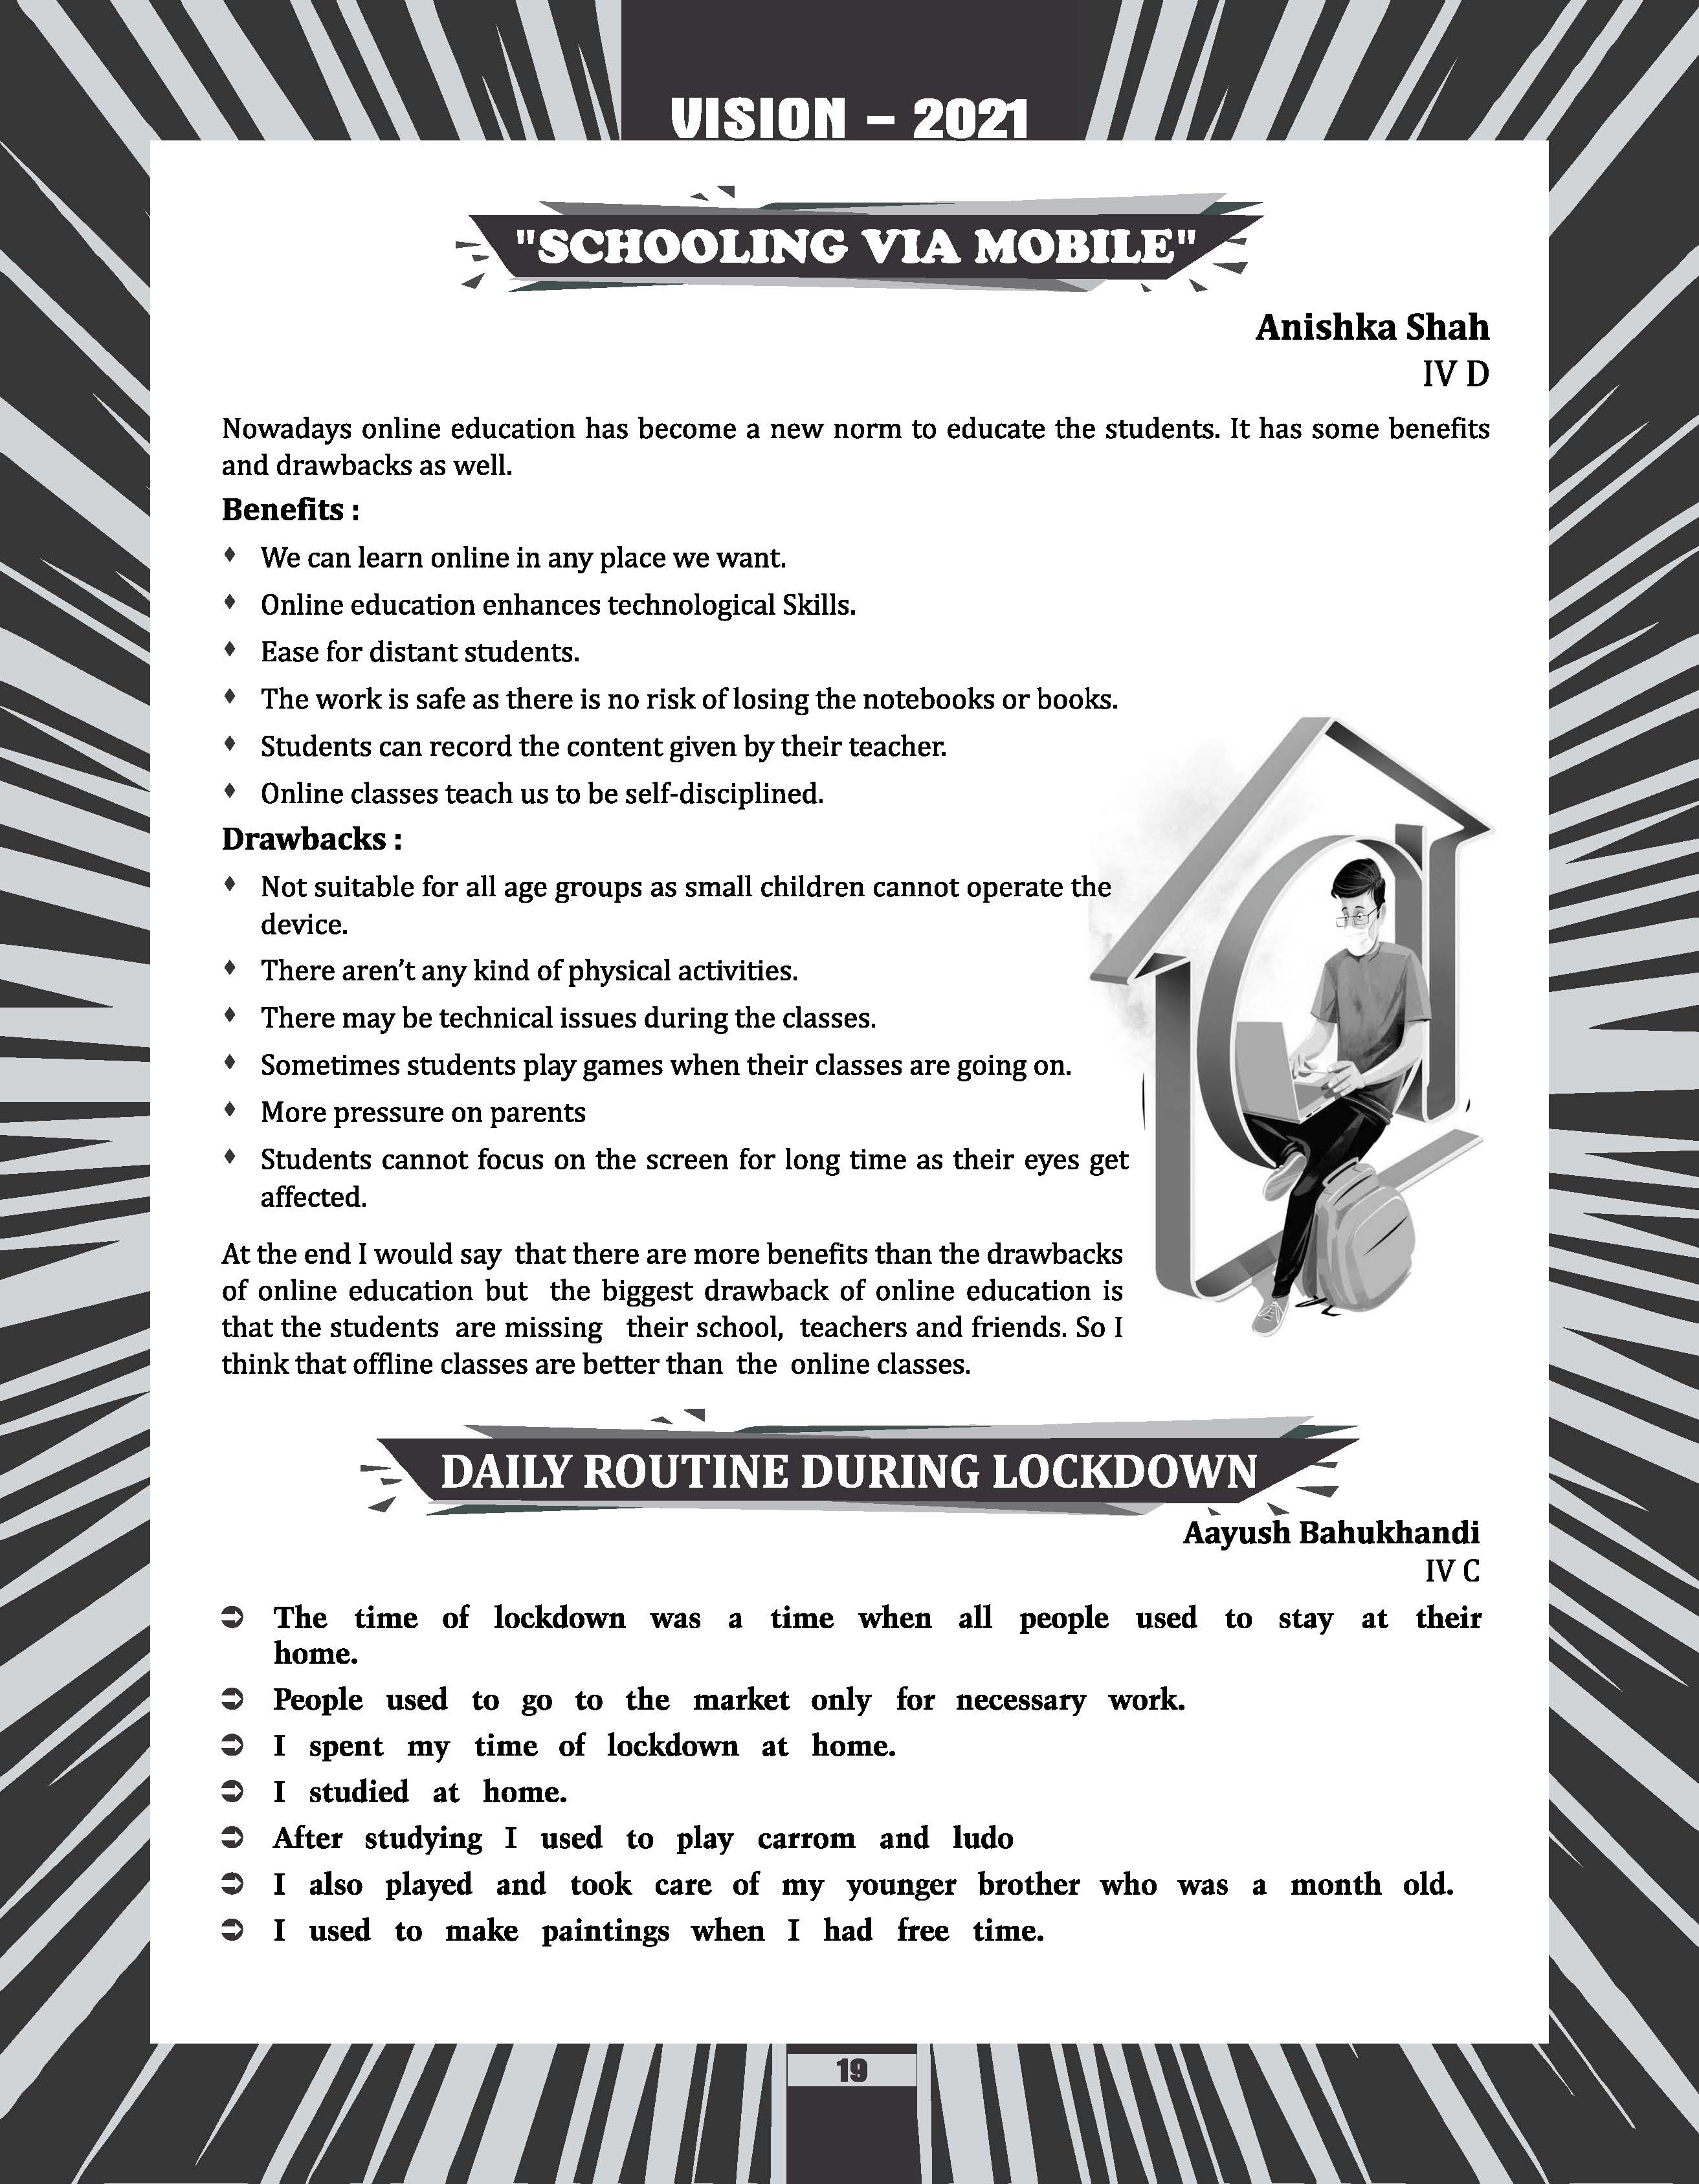 VISION – 2021
"SCHOOLING VIA MOBILE"
Anishka Shah
IV D
Nowadays online education has become a new norm to educate the students. It has some benefits
and drawbacks as well.
Benefits :
♦ We can learn online in any place we want.
♦ Online education enhances technological Skills.
♦ Ease for distant students.
♦ The work is safe as there is no risk of losing the notebooks or books.
♦ Students can record the content given by their teacher.
♦ Online classes teach us to be self-disciplined.
Drawbacks :
♦ Not suitable for all age groups as small children cannot operate the
device.
♦ There aren’t any kind of physical activities.
♦ There may be technical issues during the classes.
♦ Sometimes students play games when their classes are going on.
♦ More pressure on parents
♦ Students cannot focus on the screen for long time as their eyes get
affected.
At the end I would say that there are more benefits than the drawbacks
of online education but the biggest drawback of online education is
that the students are missing their school, teachers and friends. So I
think that offline classes are better than the online classes.
DAILY ROUTINE DURING LOCKDOWN
Aayush Bahukhandi
IV C
➲ The time of lockdown was a time when all people used to stay at their
home.
➲ People used to go to the market only for necessary work.
➲ I spent my time of lockdown at home.
➲ I studied at home.
➲ After studying I used to play carrom and ludo
➲ I also played and took care of my younger brother who was a month old.
➲ I used to make paintings when I had free time.
19